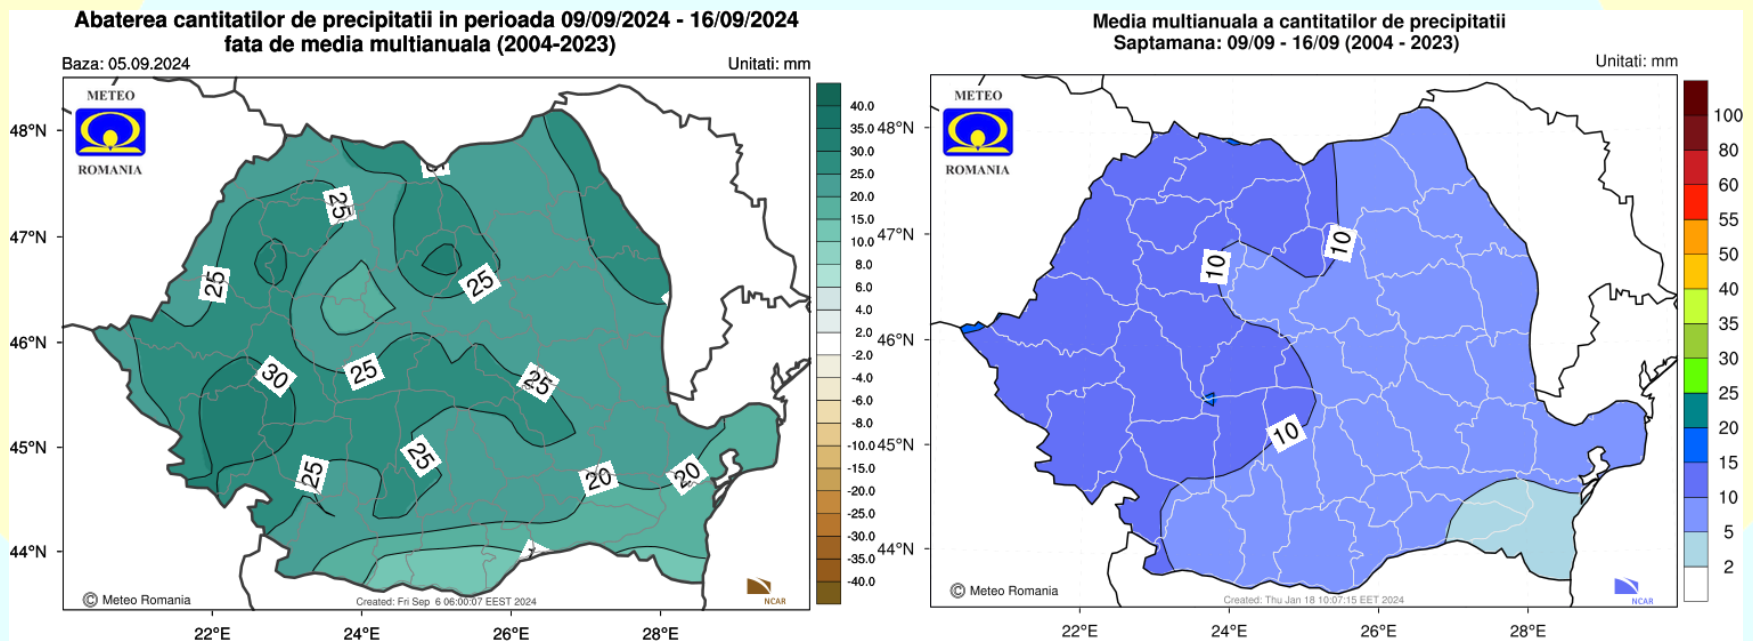 Abaterea cantitatilor de precipitatii in perioada 09/09/2024 - 16/09/2024
fata de media multianuala (2004-2023)
Baza: 05.09.2024
Unitati: mm
METEO
ROMANIA
48°N
47°N
46°N
45°N
44°N
25
25
25
30
25
25
25
25
20
20
40.0
35.0
30.0
25.0
20.0
15.0
10.0
8.0
6.0
4.0
2.0
-2.0
-4.0
-6.0
-8.0
-10.0
-15.0
-20.0
-25.0
-30.0
-35.0
-40.0
© Meteo Romania
Created: Fri Sep 6 06:00:07 EEST 2024
NCAR
22°E
24°E
26°E
28°E
Media multianuala a cantitatilor de precipitatii
Saptamana: 09/09 - 16/09 (2004 - 2023)
Unitati: mm
METEO
ROMANIA
48°N
47°N
46°N
45°N
44°N
10
10
10
100
80
60
55
50
40
35
30
25
20
15
10
5
2
© Meteo Romania
Created: Thu Jan 18 10:07:15 EET 2024
NCAR
22°E
24°E
26°E
28°E